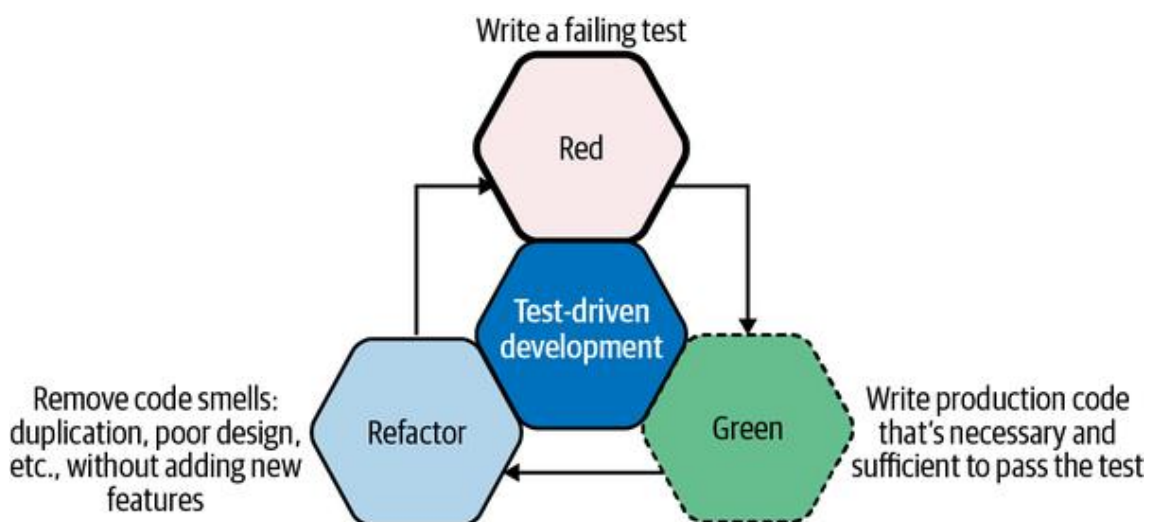 Write a failing test
Red
Test-driven
development
Remove code smells:
duplication, poor design,
etc., without adding new
features
Refactor
Green
Write production code
that's necessary and
sufficient to pass the test